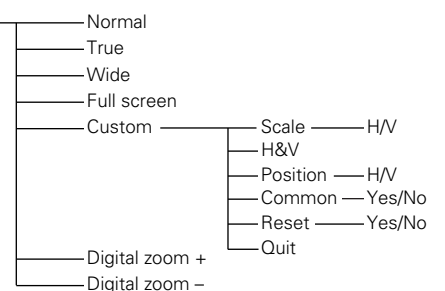 Normal
True
Wide
Full screen
Custom Scale H/V
H&V
Position H/V
Common Yes/No
Reset Yes/No
Quit
Digital zoom +
Digital zoom –